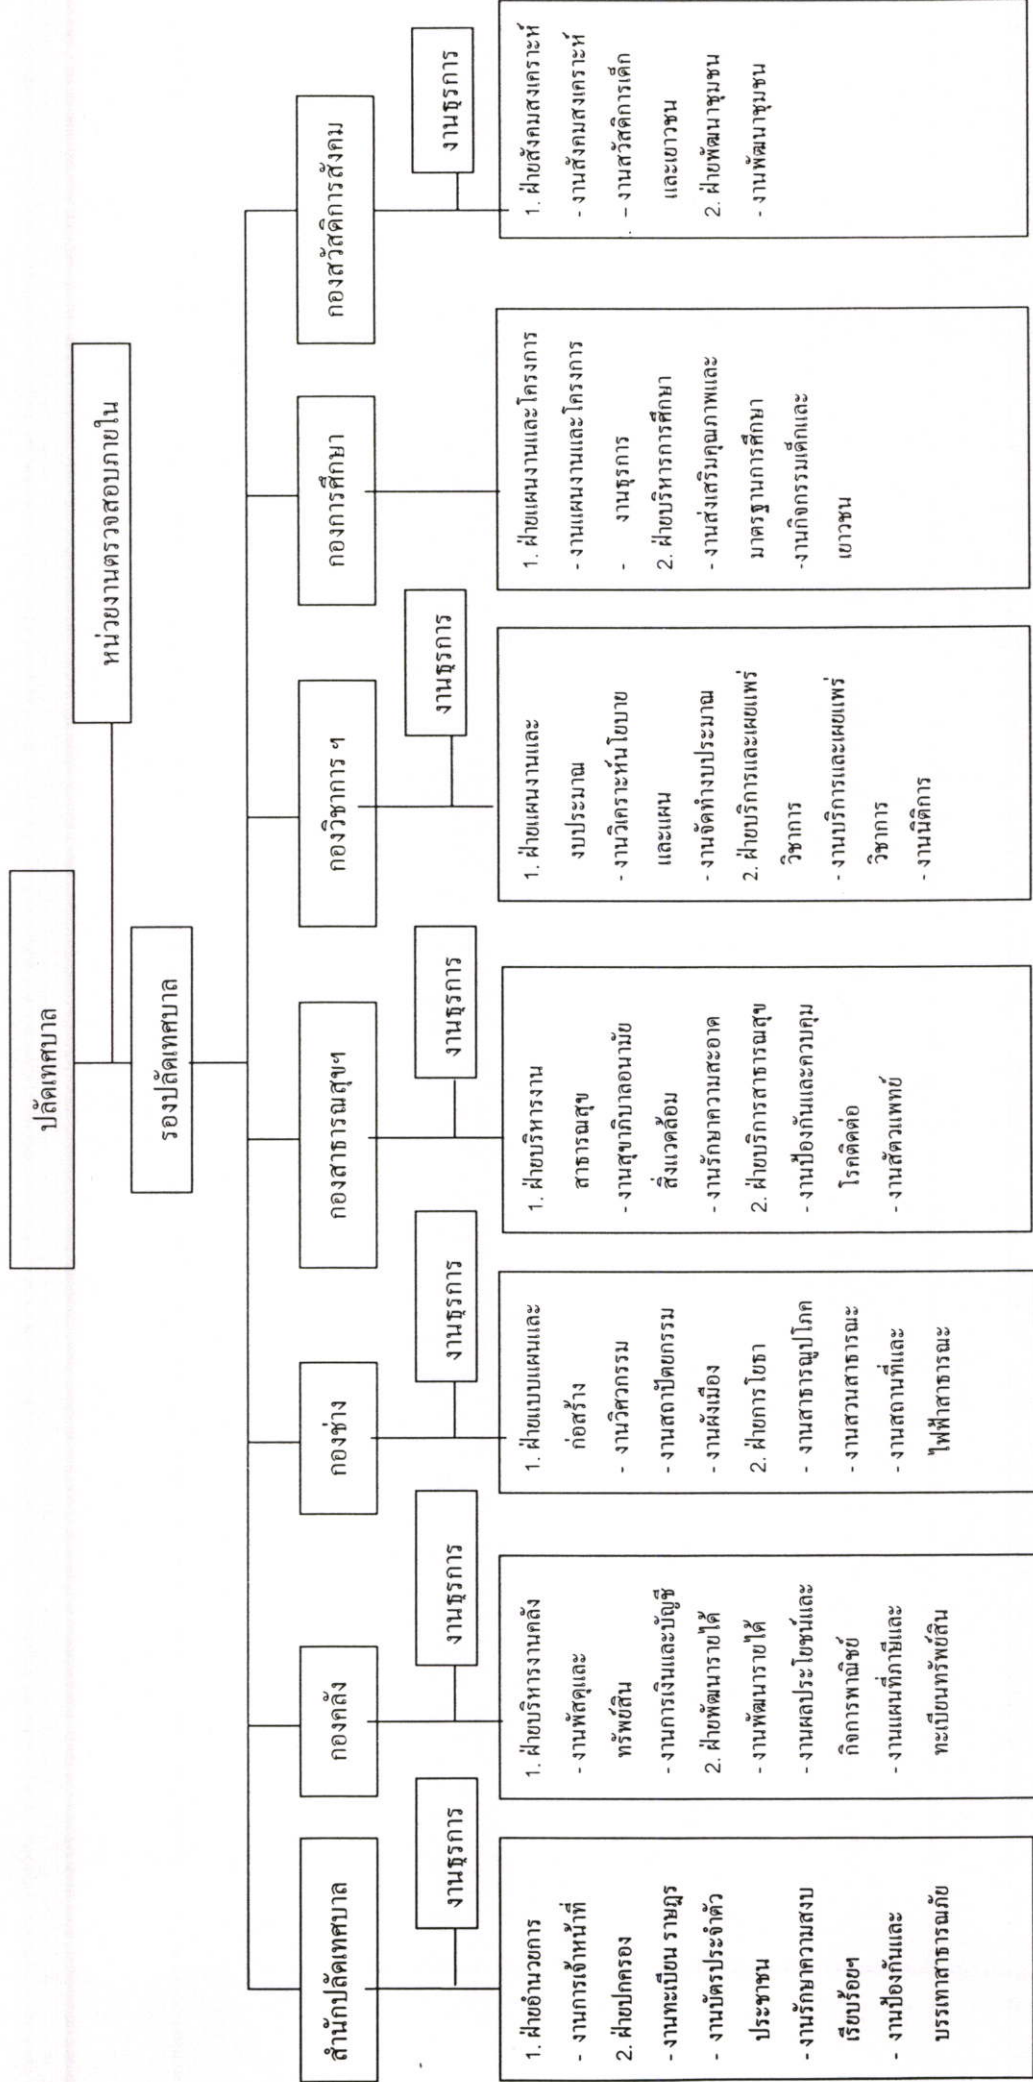 ปลัดเทศบาล
หน่วยงานตรวจสอบภายใน
รองปลัดเทศบาล
สำนักปลัดเทศบาล
งานธุรการ
1. ฝ่ายอำนวยการ
- งานการเจ้าหน้าที่
2. ฝ่ายปกครอง
- งานทะเบียน ราษฎร
- งานบัตรประจำตัว
ประชาชน
- งานรักษาความสงบ
เรียบร้อยฯ
- งานป้องกันและ
บรรเทาสาธารณภัย
กองคลัง
งานธุรการ
1. ฝ่ายบริหารงานคลัง
- งานพัสดุและ
ทรัพย์สิน
- งานการเงินและบัญชี
2. ฝ่ายพัฒนารายได้
- งานพัฒนารายได้
- งานผลประโยชน์และ
กิจการพาณิชย์
- งานแผนที่ภาษีและ
ทะเบียนทรัพย์สิน
กองช่าง
งานธุรการ
1. ฝ่ายแบบแผนและ
ก่อสร้าง
- งานวิศวกรรม
- งานสถาปัตยกรรม
- งานผังเมือง
2. ฝ่ายการโยธา
- งานสาธารณูปโภค
- งานสวนสาธารณะ
- งานสถานที่และ
ไฟฟ้าสาธารณะ
กองสาธารณสุขฯ
งานธุรการ
1. ฝ่ายบริหารงาน
สาธารณสุข
- งานสุขาภิบาลอนามัย
สิ่งแวดล้อม
- งานรักษาความสะอาด
2. ฝ่ายบริการสาธารณสุข
- งานป้องกันและควบคุม
โรคติดต่อ
- งานสัตวแพทย์
กองวิชาการ ฯ
งานธุรการ
1. ฝ่ายแผนงานและ
งบประมาณ
- งานวิเคราะห์นโยบาย
และแผน
- งานจัดทำงบประมาณ
2. ฝ่ายบริการและเผยแพร่
วิชาการ
- งานบริการและเผยแพร่
วิชาการ
- งานนิติการ
กองการศึกษา
1. ฝ่ายแผนงานและโครงการ
- งานแผนงานและโครงการ
- งานธุรการ
2. ฝ่ายบริหารการศึกษา
- งานส่งเสริมคุณภาพและ
มาตรฐานการศึกษา
-งานกิจกรรมเด็กและ
เยาวชน
กองสวัสดิการสังคม
งานธุรการ
1. ฝ่ายสังคมสงเคราะห์
- งานสังคมสงเคราะห์
- งานสวัสดิการเด็ก
และเยาวชน
2. ฝ่ายพัฒนาชุมชน
- งานพัฒนาชุมชน